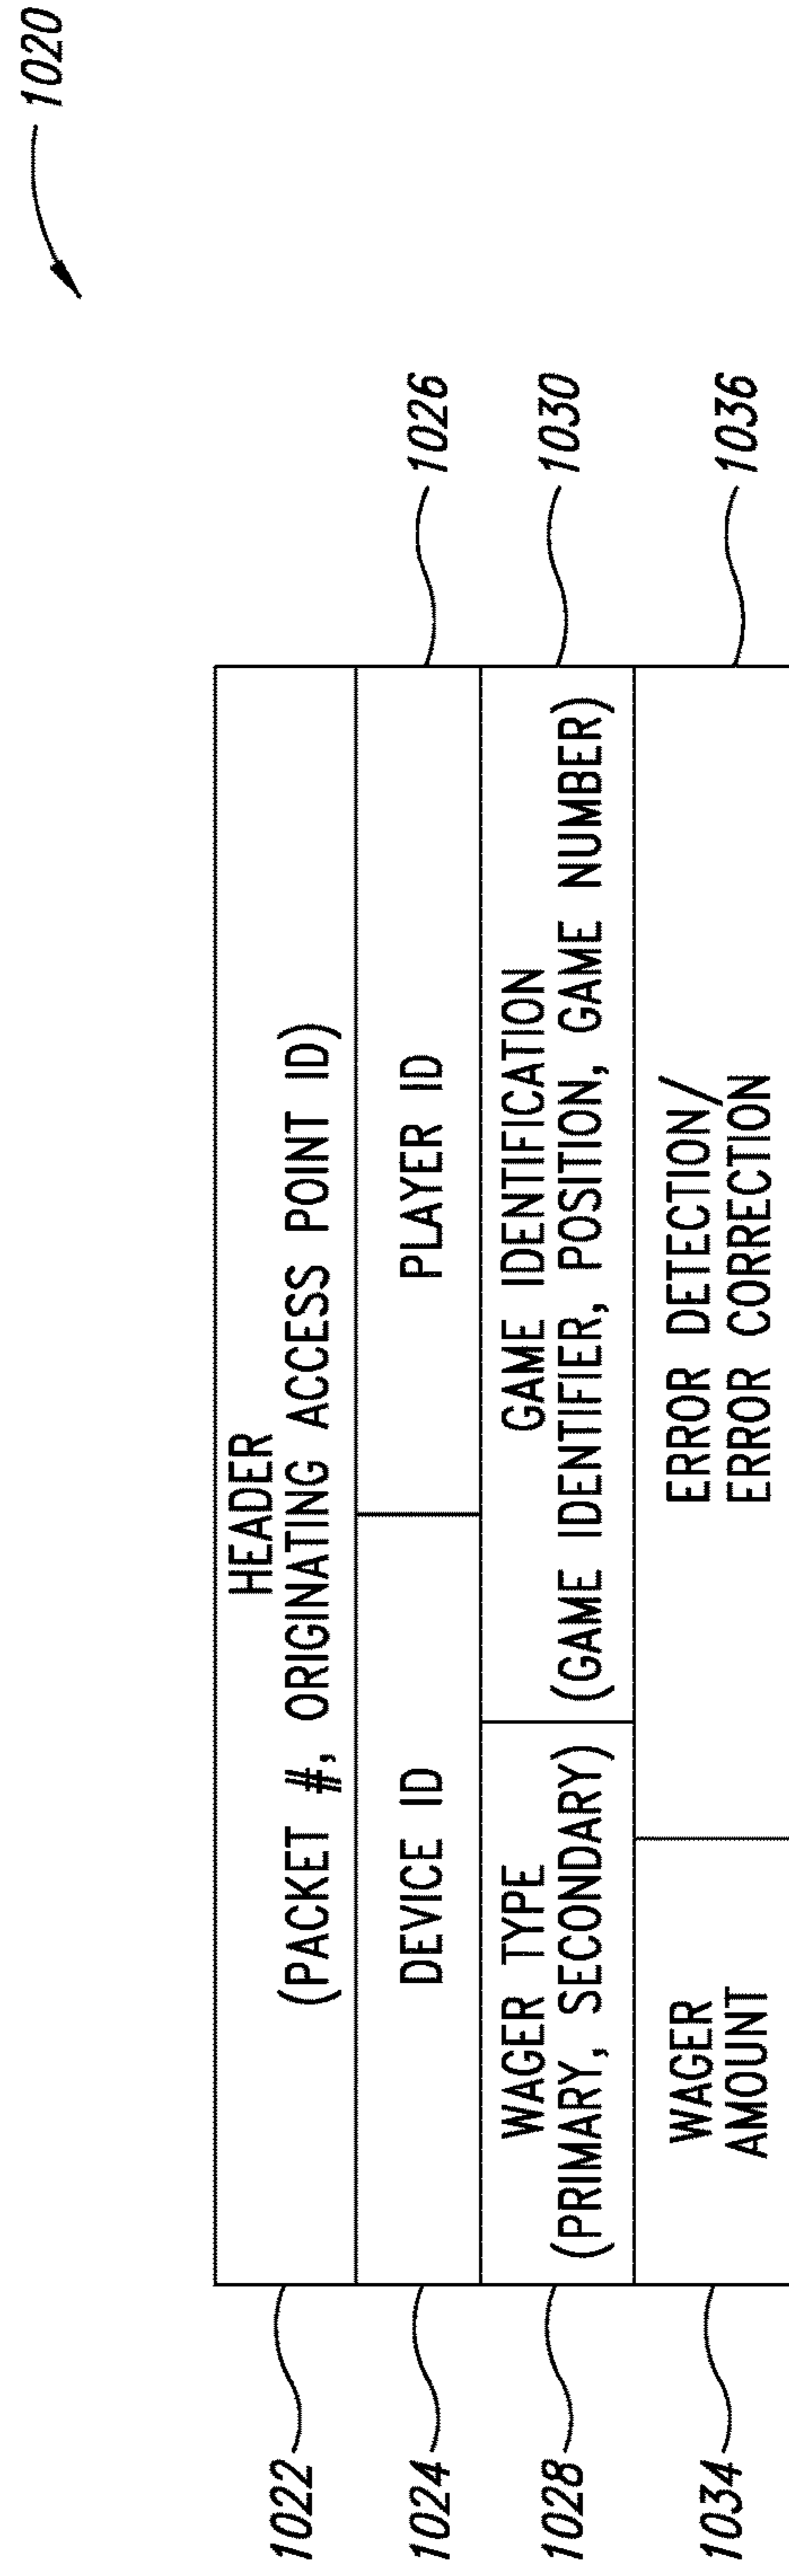 1020
HEADER
(PACKET #, ORIGINATING ACCESS POINT ID)
1022
DEVICE ID
PLAYER ID
1024
1026
WAGER TYPE
(PRIMARY, SECONDARY)
GAME IDENTIFICATION
(GAME IDENTIFIER, POSITION, GAME NUMBER)
1028
1030
WAGER
AMOUNT
ERROR DETECTION/
ERROR CORRECTION
1034
1036